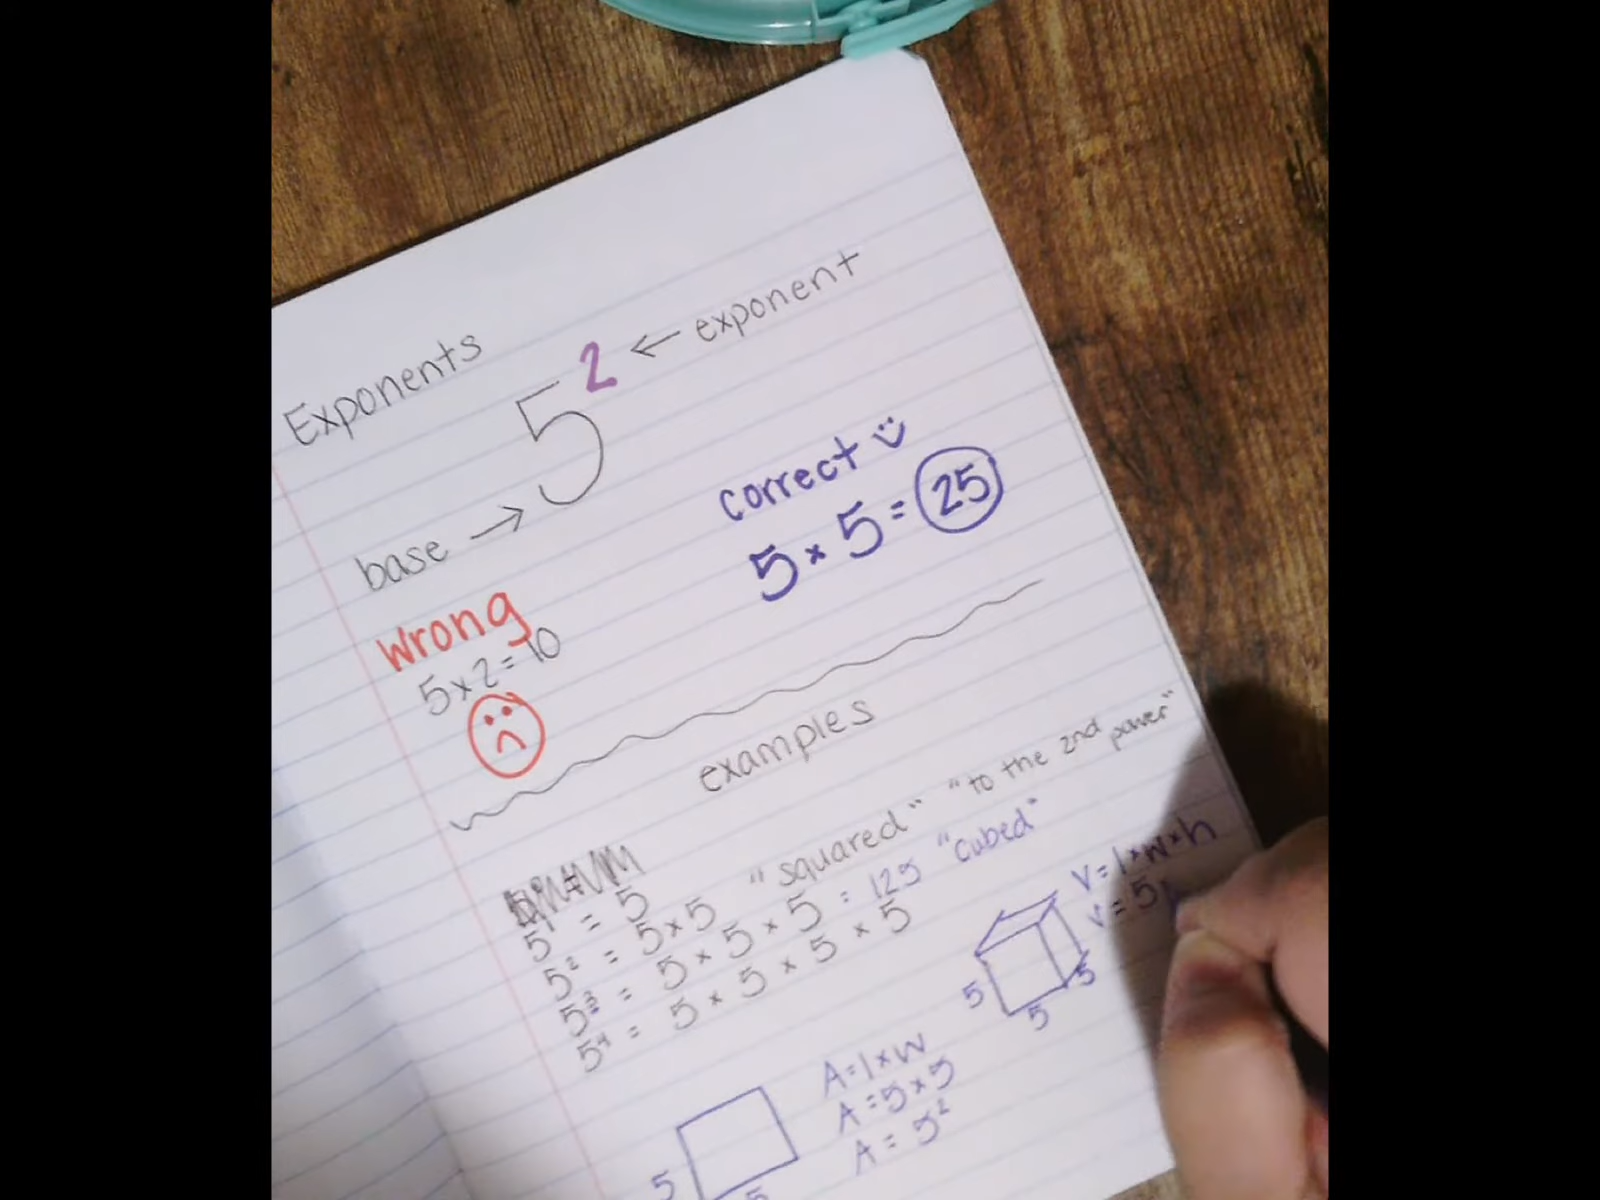 Exponents
5² ← exponent
base →
correct
5 × 5 = 25
wrong
5 × 2 = 10
examples
5 = 5
5² = 5 × 5 "squared" "to the 2nd power"
5³ = 5 × 5 × 5 = 125 "cubed"
5⁴ = 5 × 5 × 5 × 5
V = l × w × h
V = 5
5
5
5
A = l × w
A = 5 × 5
A = 5²
5
5